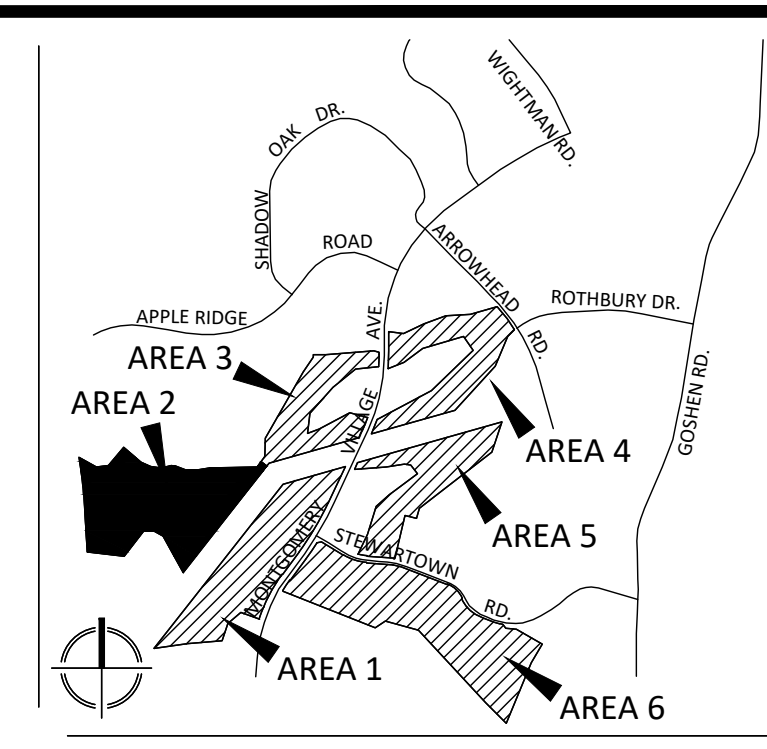 WIGHTMAN RD.
SHADOW OAK DR.
ARROWHEAD RD.
APPLE RIDGE ROAD
ROTHBURY DR.
GOSHEN RD.
MONTGOMERY VILLAGE AVE.
AREA 3
AREA 2
AREA 4
AREA 5
STEWARTOWN RD.
AREA 1
AREA 6